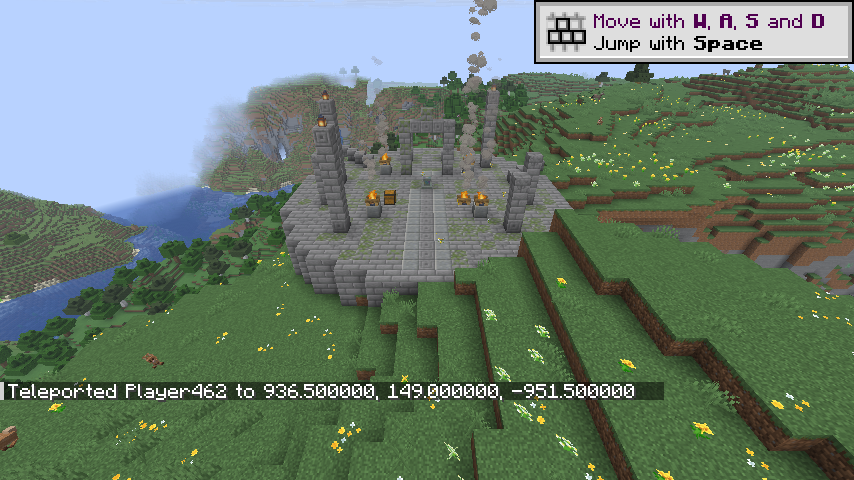 Move with W, A, S and D
Jump with Space
Teleported Player462 to 936.500000, 149.000000, -951.500000